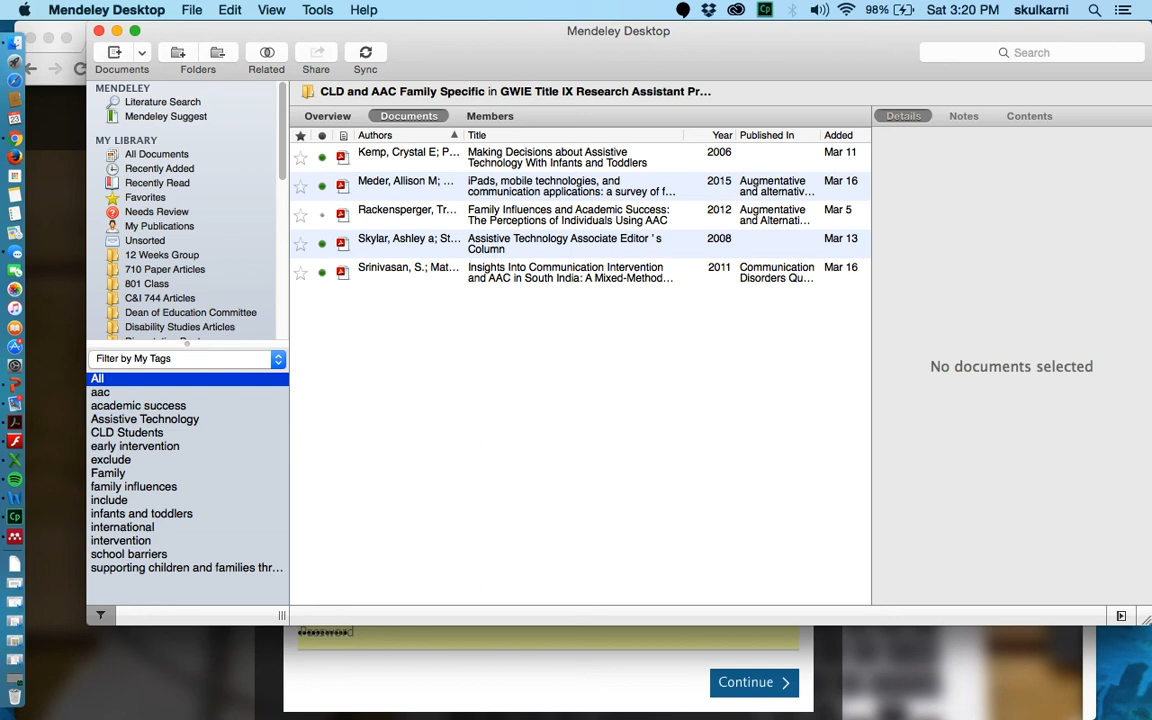 Mendeley Desktop File Edit View Tools Help 98% Sat 3:20 PM skulkarni
Mendeley Desktop
Documents Folders Related Share Sync Search
MENDELEY
Literature Search
Mendeley Suggest
MY LIBRARY
All Documents
Recently Added
Recently Read
Favorites
Needs Review
My Publications
Unsorted
12 Weeks Group
710 Paper Articles
801 Class
C&I 744 Articles
Dean of Education Committee
Disability Studies Articles
Filter by My Tags
All
aac
academic success
Assistive Technology
CLD Students
early intervention
exclude
Family
family influences
include
infants and toddlers
international
intervention
school barriers
supporting children and families thr...
CLD and AAC Family Specific in GWIE Title IX Research Assistant Pr...
Overview Documents Members
Authors Title Year Published In Added
Kemp, Crystal E; P... Making Decisions about Assistive 2006 Mar 11
Technology With Infants and Toddlers
Meder, Allison M; ... iPads, mobile technologies, and 2015 Augmentative Mar 16
communication applications: a survey of f... and alternativ...
Rackensperger, Tr... Family Influences and Academic Success: 2012 Augmentative Mar 5
The Perceptions of Individuals Using AAC and Alternati...
Skylar, Ashley a; St... Assistive Technology Associate Editor ' s 2008 Mar 13
Column
Srinivasan, S.; Mat... Insights Into Communication Intervention 2011 Communication Mar 16
and AAC in South India: A Mixed-Method... Disorders Qu...
Details Notes Contents
No documents selected
Password
Continue